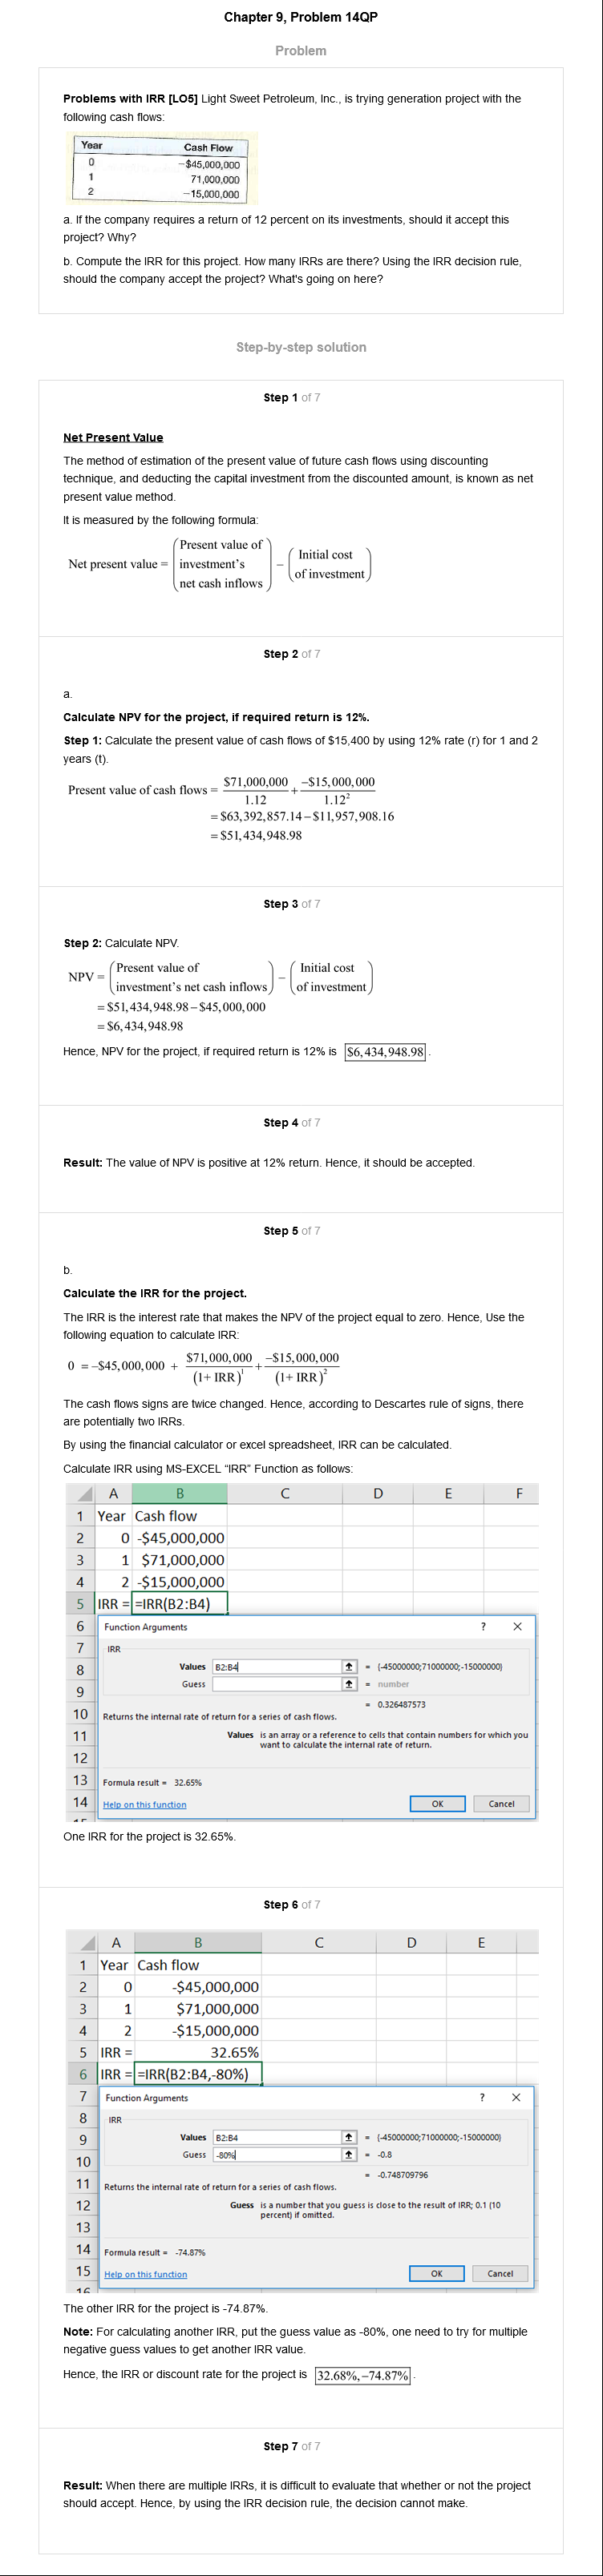 Chapter 9, Problem 14QP
Problem
Problems with IRR [LO5] Light Sweet Petroleum, Inc., is trying generation project with the
following cash flows:
Year Cash Flow
0 −$45,000,000
1 71,000,000
2 −15,000,000
a. If the company requires a return of 12 percent on its investments, should it accept this
project? Why?
b. Compute the IRR for this project. How many IRRs are there? Using the IRR decision rule,
should the company accept the project? What's going on here?
Step-by-step solution
Step 1 of 7
Net Present Value
The method of estimation of the present value of future cash flows using discounting
technique, and deducting the capital investment from the discounted amount, is known as net
present value method.
It is measured by the following formula:
Net present value = (Present value of investment's net cash inflows) − (Initial cost of investment)
Step 2 of 7
a.
Calculate NPV for the project, if required return is 12%.
Step 1: Calculate the present value of cash flows of $15,400 by using 12% rate (r) for 1 and 2
years (t).
Present value of cash flows = $71,000,000/1.12 + −$15,000,000/1.12²
= $63,392,857.14 − $11,957,908.16
= $51,434,948.98
Step 3 of 7
Step 2: Calculate NPV.
NPV = (Present value of investment's net cash inflows) − (Initial cost of investment)
= $51,434,948.98 − $45,000,000
= $6,434,948.98
Hence, NPV for the project, if required return is 12% is $6,434,948.98.
Step 4 of 7
Result: The value of NPV is positive at 12% return. Hence, it should be accepted.
Step 5 of 7
b.
Calculate the IRR for the project.
The IRR is the interest rate that makes the NPV of the project equal to zero. Hence, Use the
following equation to calculate IRR:
0 = −$45,000,000 + $71,000,000/(1+IRR)¹ + −$15,000,000/(1+IRR)²
The cash flows signs are twice changed. Hence, according to Descartes rule of signs, there
are potentially two IRRs.
By using the financial calculator or excel spreadsheet, IRR can be calculated.
Calculate IRR using MS-EXCEL “IRR” Function as follows:
A B C D E F
1 Year Cash flow
2 0 -$45,000,000
3 1 $71,000,000
4 2 -$15,000,000
5 IRR = =IRR(B2:B4)
6 Function Arguments ? X
7 IRR
8 Values B2:B4 = {-45000000;71000000;-15000000}
9 Guess = number
= 0.326487573
10 Returns the internal rate of return for a series of cash flows.
11 Values is an array or a reference to cells that contain numbers for which you
want to calculate the internal rate of return.
12
13 Formula result = 32.65%
14 Help on this function OK Cancel
15
One IRR for the project is 32.65%.
Step 6 of 7
A B C D E
1 Year Cash flow
2 0 -$45,000,000
3 1 $71,000,000
4 2 -$15,000,000
5 IRR = 32.65%
6 IRR = =IRR(B2:B4,-80%)
7 Function Arguments ? X
8 IRR
9 Values B2:B4 = {-45000000;71000000;-15000000}
10 Guess -80% = -0.8
= -0.748709796
11 Returns the internal rate of return for a series of cash flows.
12 Guess is a number that you guess is close to the result of IRR; 0.1 (10
percent) if omitted.
13
14 Formula result = -74.87%
15 Help on this function OK Cancel
16
The other IRR for the project is -74.87%.
Note: For calculating another IRR, put the guess value as -80%, one need to try for multiple
negative guess values to get another IRR value.
Hence, the IRR or discount rate for the project is 32.68%,−74.87%.
Step 7 of 7
Result: When there are multiple IRRs, it is difficult to evaluate that whether or not the project
should accept. Hence, by using the IRR decision rule, the decision cannot make.